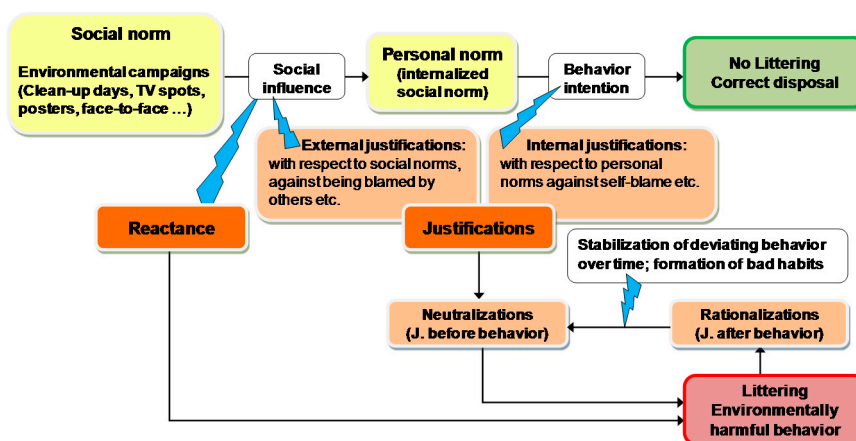 Social norm
Environmental campaigns
(Clean-up days, TV spots,
posters, face-to-face ...)
Social
influence
Personal norm
(internalized
social norm)
Behavior
intention
No Littering
Correct disposal
External justifications:
with respect to social norms,
against being blamed by
others etc.
Internal justifications:
with respect to personal
norms against self-blame etc.
Reactance
Justifications
Stabilization of deviating behavior
over time; formation of bad habits
Neutralizations
(J. before behavior)
Rationalizations
(J. after behavior)
Littering
Environmentally
harmful behavior